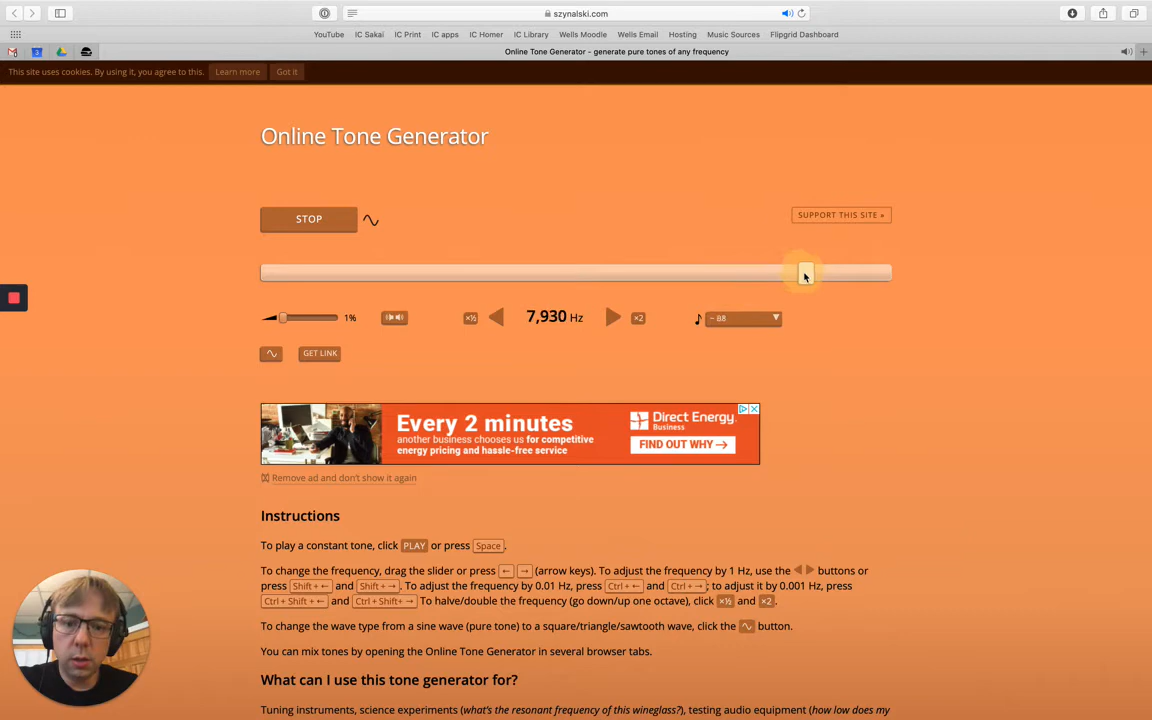 szynalski.com
YouTube IC Sakai IC Print IC apps IC Homer IC Library Wells Moodle Wells Email Hosting Music Sources Flipgrid Dashboard
Online Tone Generator - generate pure tones of any frequency
This site uses cookies. By using it, you agree to this. Learn more Got it
Online Tone Generator
STOP
SUPPORT THIS SITE »
1% ×½ 7,930 Hz ×2 ~ B8
GET LINK
Every 2 minutes
another business chooses us for competitive
energy pricing and hassle-free service
Direct Energy.
Business
FIND OUT WHY →
Remove ad and don't show it again
Instructions
To play a constant tone, click PLAY or press Space.
To change the frequency, drag the slider or press ← → (arrow keys). To adjust the frequency by 1 Hz, use the ◀ ▶ buttons or
press Shift + ← and Shift + →. To adjust the frequency by 0.01 Hz, press Ctrl + ← and Ctrl + →; to adjust it by 0.001 Hz, press
Ctrl + Shift + ← and Ctrl + Shift+ → To halve/double the frequency (go down/up one octave), click ×½ and ×2.
To change the wave type from a sine wave (pure tone) to a square/triangle/sawtooth wave, click the button.
You can mix tones by opening the Online Tone Generator in several browser tabs.
What can I use this tone generator for?
Tuning instruments, science experiments (what's the resonant frequency of this wineglass?), testing audio equipment (how low does my